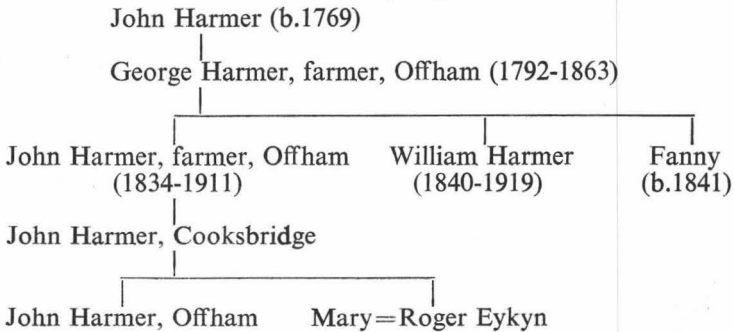 John Harmer (b.1769)
George Harmer, farmer, Offham (1792-1863)
John Harmer, farmer, Offham William Harmer Fanny
(1834-1911) (1840-1919) (b.1841)
John Harmer, Cooksbridge
John Harmer, Offham Mary=Roger Eykyn